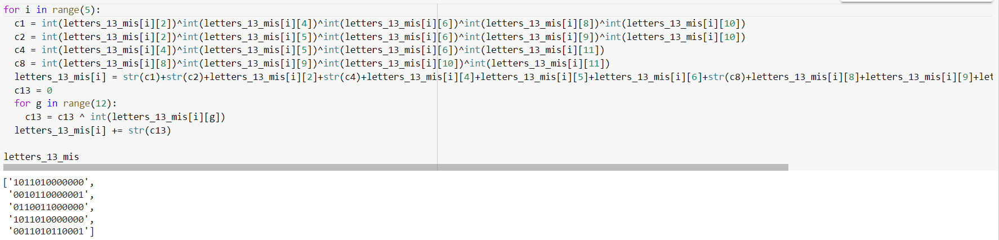 for i in range(5):
  c1 = int(letters_13_mis[i][2])^int(letters_13_mis[i][4])^int(letters_13_mis[i][6])^int(letters_13_mis[i][8])^int(letters_13_mis[i][10])
  c2 = int(letters_13_mis[i][2])^int(letters_13_mis[i][5])^int(letters_13_mis[i][6])^int(letters_13_mis[i][9])^int(letters_13_mis[i][10])
  c4 = int(letters_13_mis[i][4])^int(letters_13_mis[i][5])^int(letters_13_mis[i][6])^int(letters_13_mis[i][11])
  c8 = int(letters_13_mis[i][8])^int(letters_13_mis[i][9])^int(letters_13_mis[i][10])^int(letters_13_mis[i][11])
  letters_13_mis[i] = str(c1)+str(c2)+letters_13_mis[i][2]+str(c4)+letters_13_mis[i][4]+letters_13_mis[i][5]+letters_13_mis[i][6]+str(c8)+letters_13_mis[i][8]+letters_13_mis[i][9]+let
  c13 = 0
  for g in range(12):
    c13 = c13 ^ int(letters_13_mis[i][g])
  letters_13_mis[i] += str(c13)
letters_13_mis
['1011010000000',
 '0010110000001',
 '0110011000000',
 '1011010000000',
 '0011010110001']